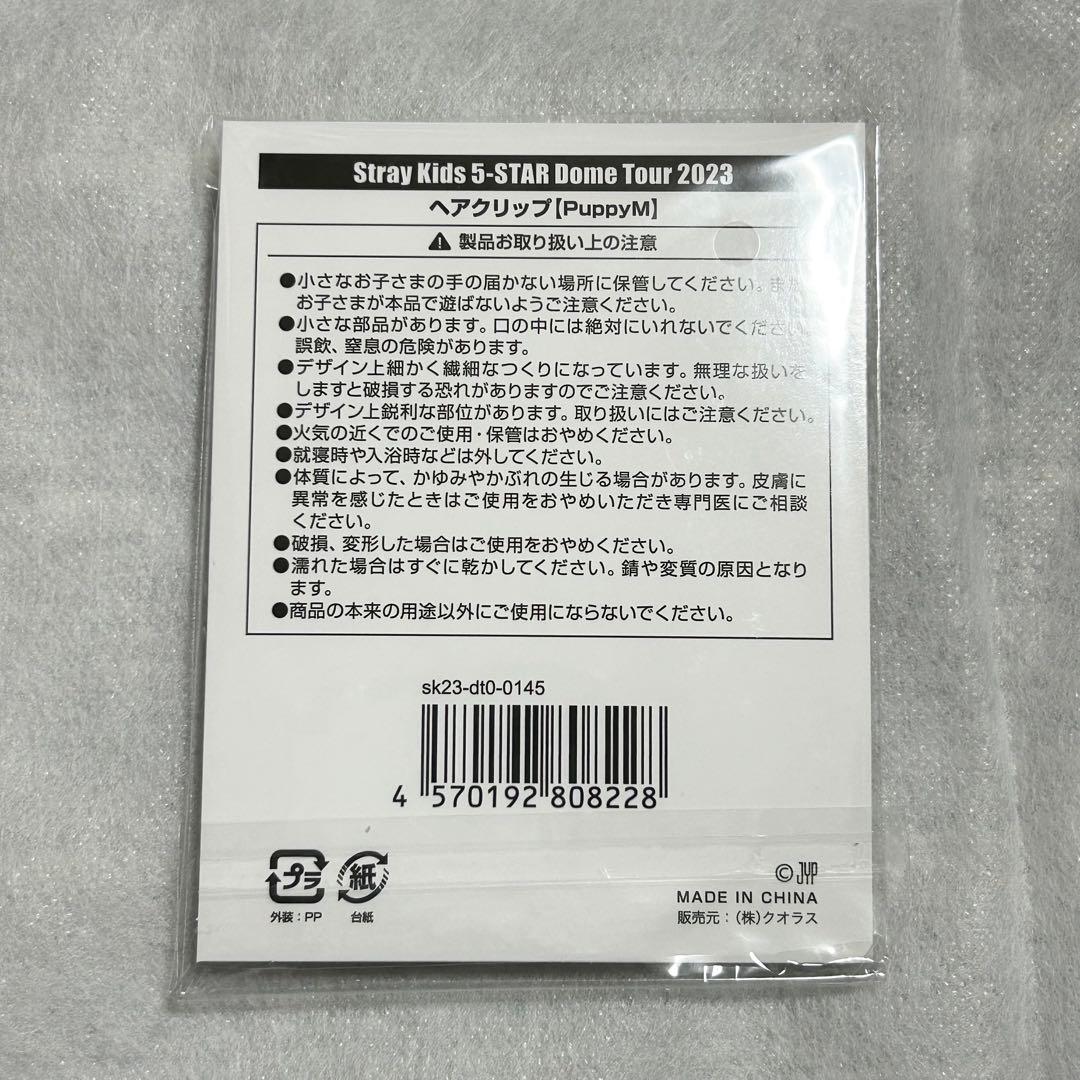 Stray Kids 5-STAR Dome Tour 2023
ヘアクリップ【PuppyM】
製品お取り扱い上の注意
●小さなお子さまの手の届かない場所に保管してください。また
お子さまが本品で遊ばないようご注意ください。
●小さな部品があります。口の中には絶対にいれないでください。
誤飲、窒息の危険があります。
●デザイン上細かく繊細なつくりになっています。無理な扱いを
しますと破損する恐れがありますのでご注意ください。
●デザイン上鋭利な部位があります。取り扱いにはご注意ください。
●火気の近くでのご使用・保管はおやめください。
●就寝時や入浴時などは外してください。
●体質によって、かゆみやかぶれの生じる場合があります。皮膚に
異常を感じたときはご使用をおやめいただき専門医にご相談
ください。
●破損、変形した場合はご使用をおやめください。
●濡れた場合はすぐに乾かしてください。錆や変質の原因となり
ます。
●商品の本来の用途以外にご使用にならないでください。
sk23-dt0-0145
4 570192 808228
プラ
外装：PP
紙
台紙
© JYP
MADE IN CHINA
販売元：(株)クオラス